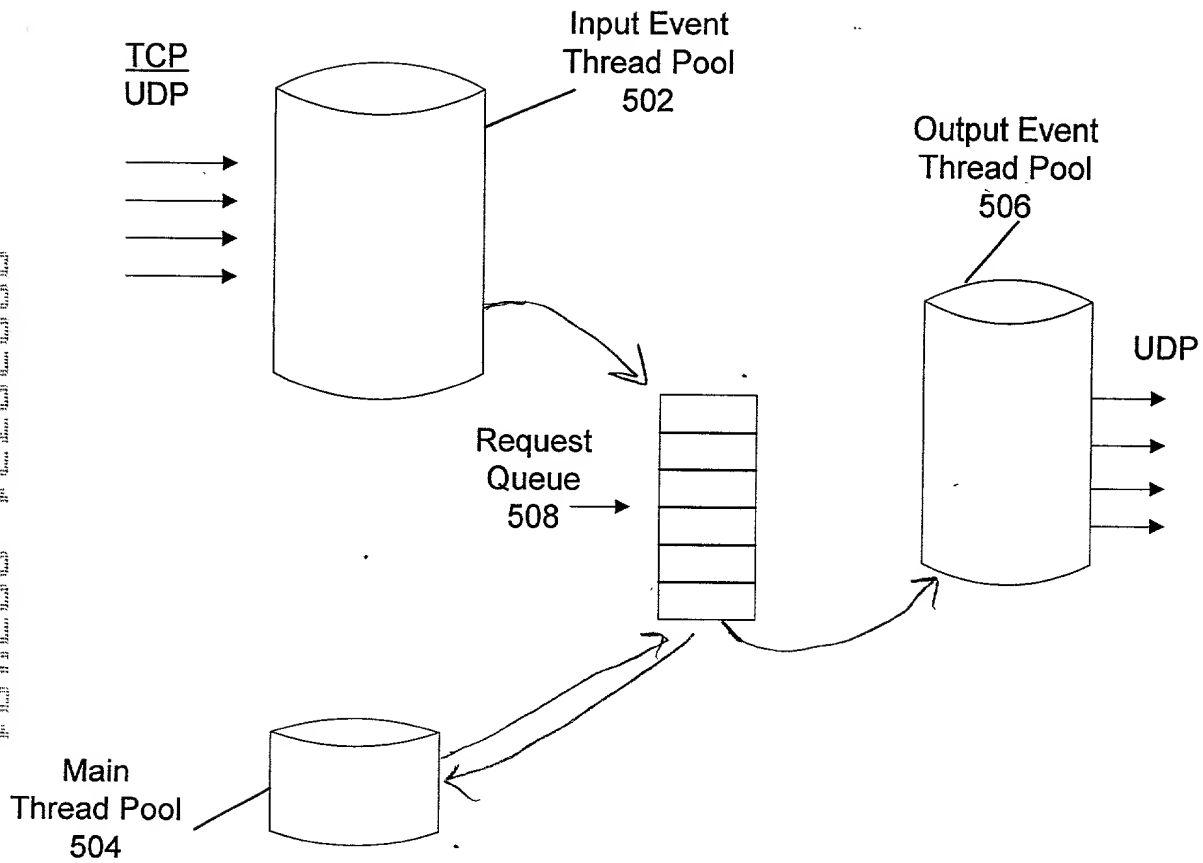 TCP
UDP
Input Event
Thread Pool
502
Output Event
Thread Pool
506
UDP
Request
Queue
508
Main
Thread Pool
504